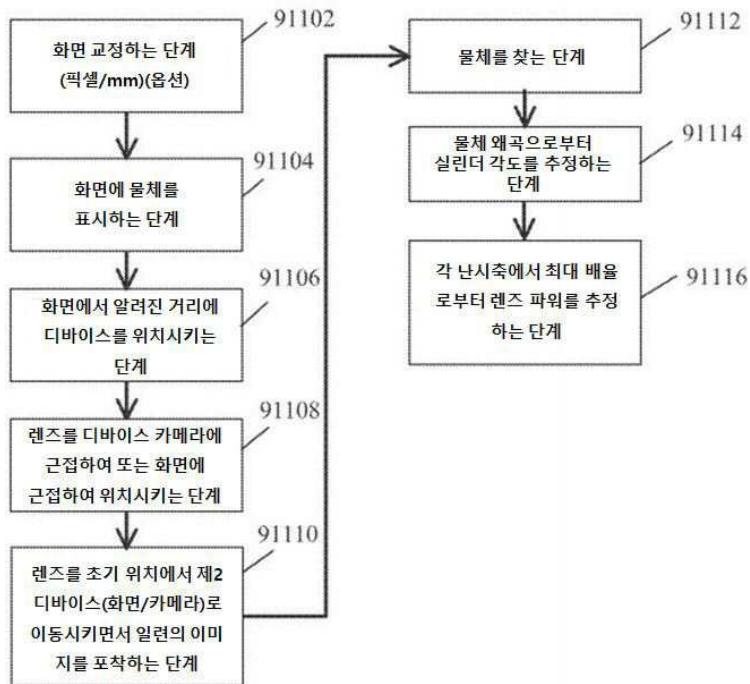 91102
화면 교정하는 단계
(픽셀/mm)(옵션)
91104
화면에 물체를
표시하는 단계
91106
화면에서 알려진 거리에
디바이스를 위치시키는
단계
91108
렌즈를 디바이스 카메라에
근접하여 또는 화면에
근접하여 위치시키는 단계
91110
렌즈를 초기 위치에서 제2
디바이스(화면/카메라)로
이동시키면서 일련의 이미
지를 포착하는 단계
91112
물체를 찾는 단계
91114
물체 왜곡으로부터
실린더 각도를 추정하는
단계
91116
각 난시축에서 최대 배율
로부터 렌즈 파워를 추정
하는 단계